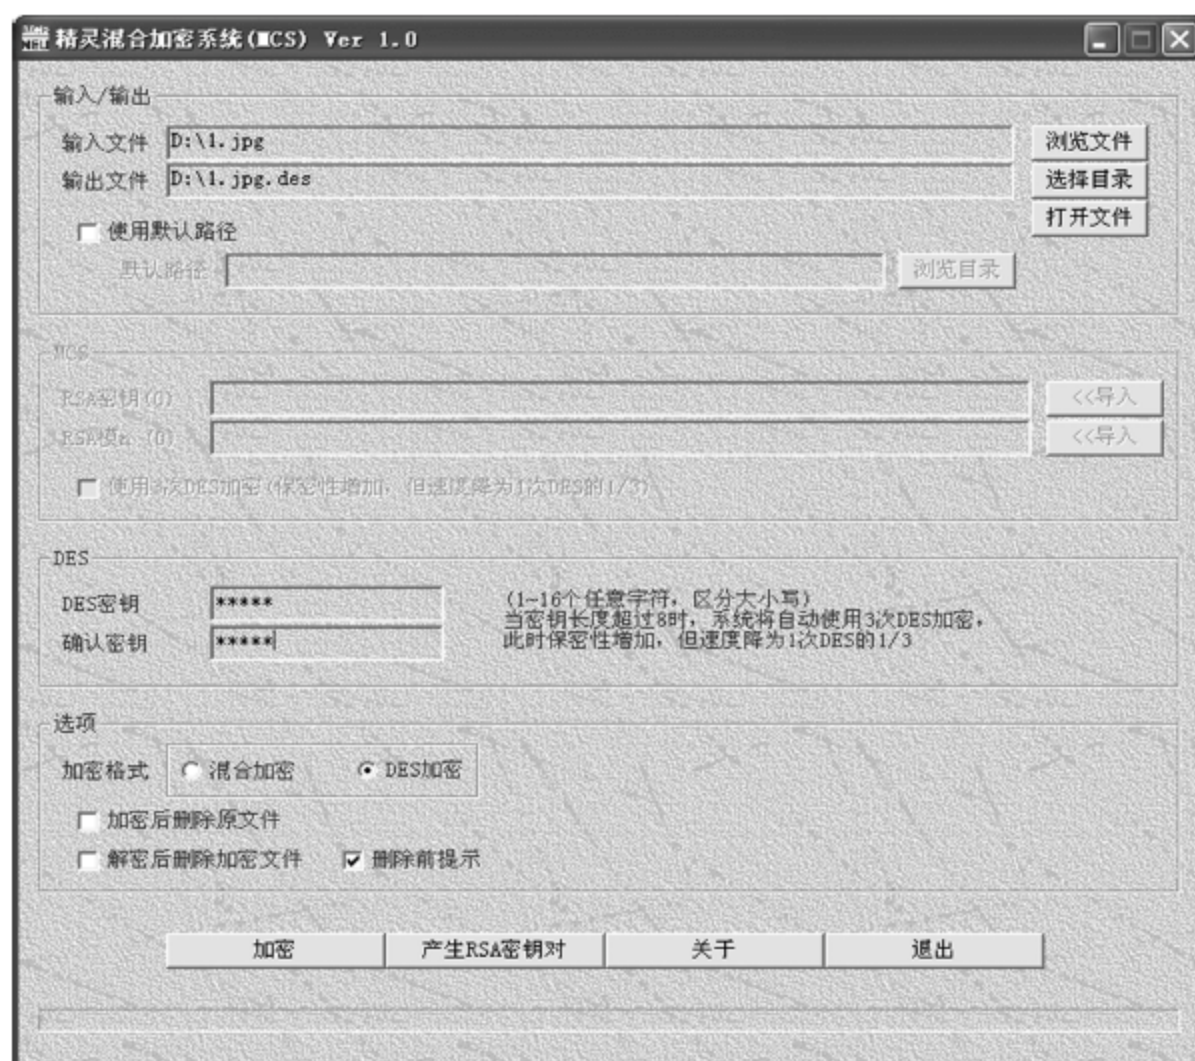 精灵混合加密系统(MCS) Ver 1.0
输入/输出
输入文件 D:\1.jpg 浏览文件
输出文件 D:\1.jpg.des 选择目录
打开文件
使用默认路径
默认路径 浏览目录
MCS
RSA密钥(0) <<导入
RSA模n (0) <<导入
使用3次DES加密(保密性增加, 但速度降为1次DES的1/3)
DES
DES密钥 ***** (1~16个任意字符, 区分大小写)
当密钥长度超过8时, 系统将自动使用3次DES加密,
确认密钥 ***** 此时保密性增加, 但速度降为1次DES的1/3
选项
加密格式 混合加密 DES加密
加密后删除原文件
解密后删除加密文件 删除前提示
加密 产生RSA密钥对 关于 退出